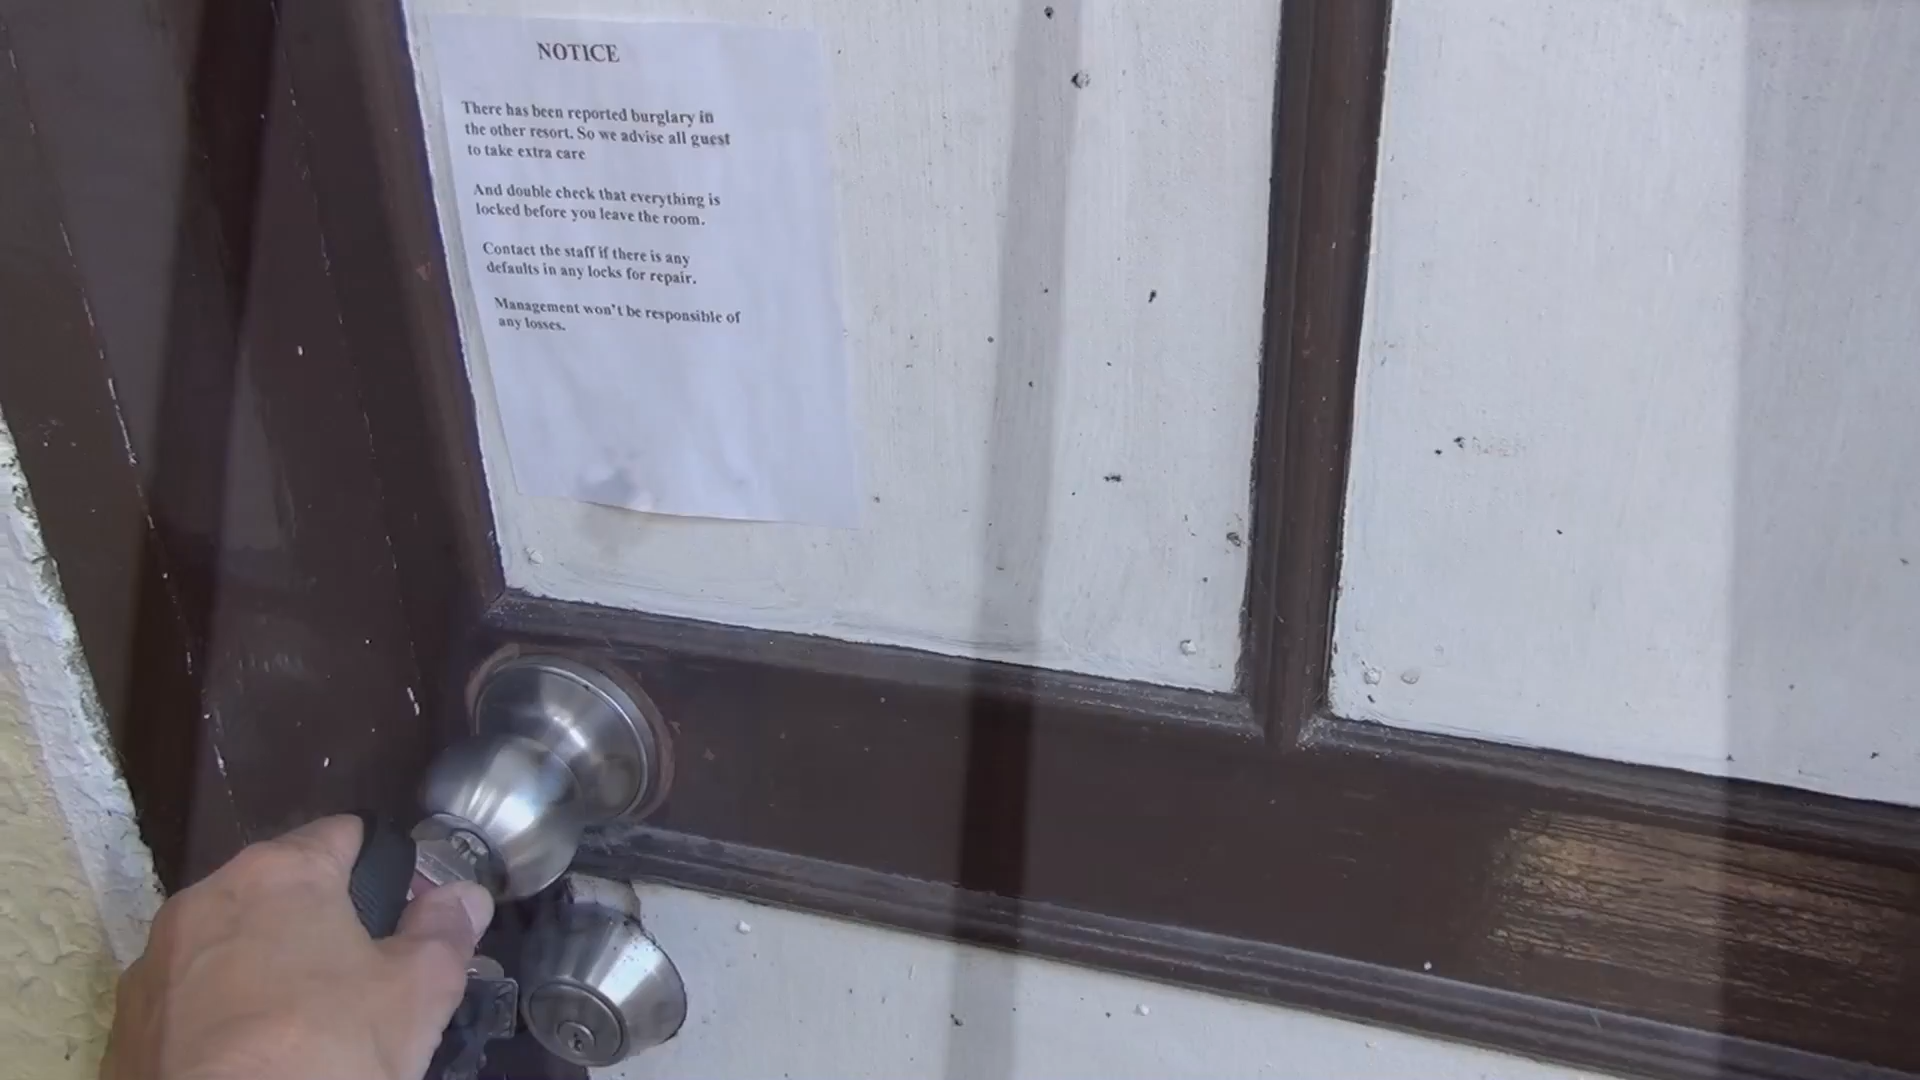 NOTICE
There has been reported burglary in
the other resort. So we advise all guest
to take extra care
And double check that everything is
locked before you leave the room.
Contact the staff if there is any
defaults in any locks for repair.
Management won't be responsible of
any losses.